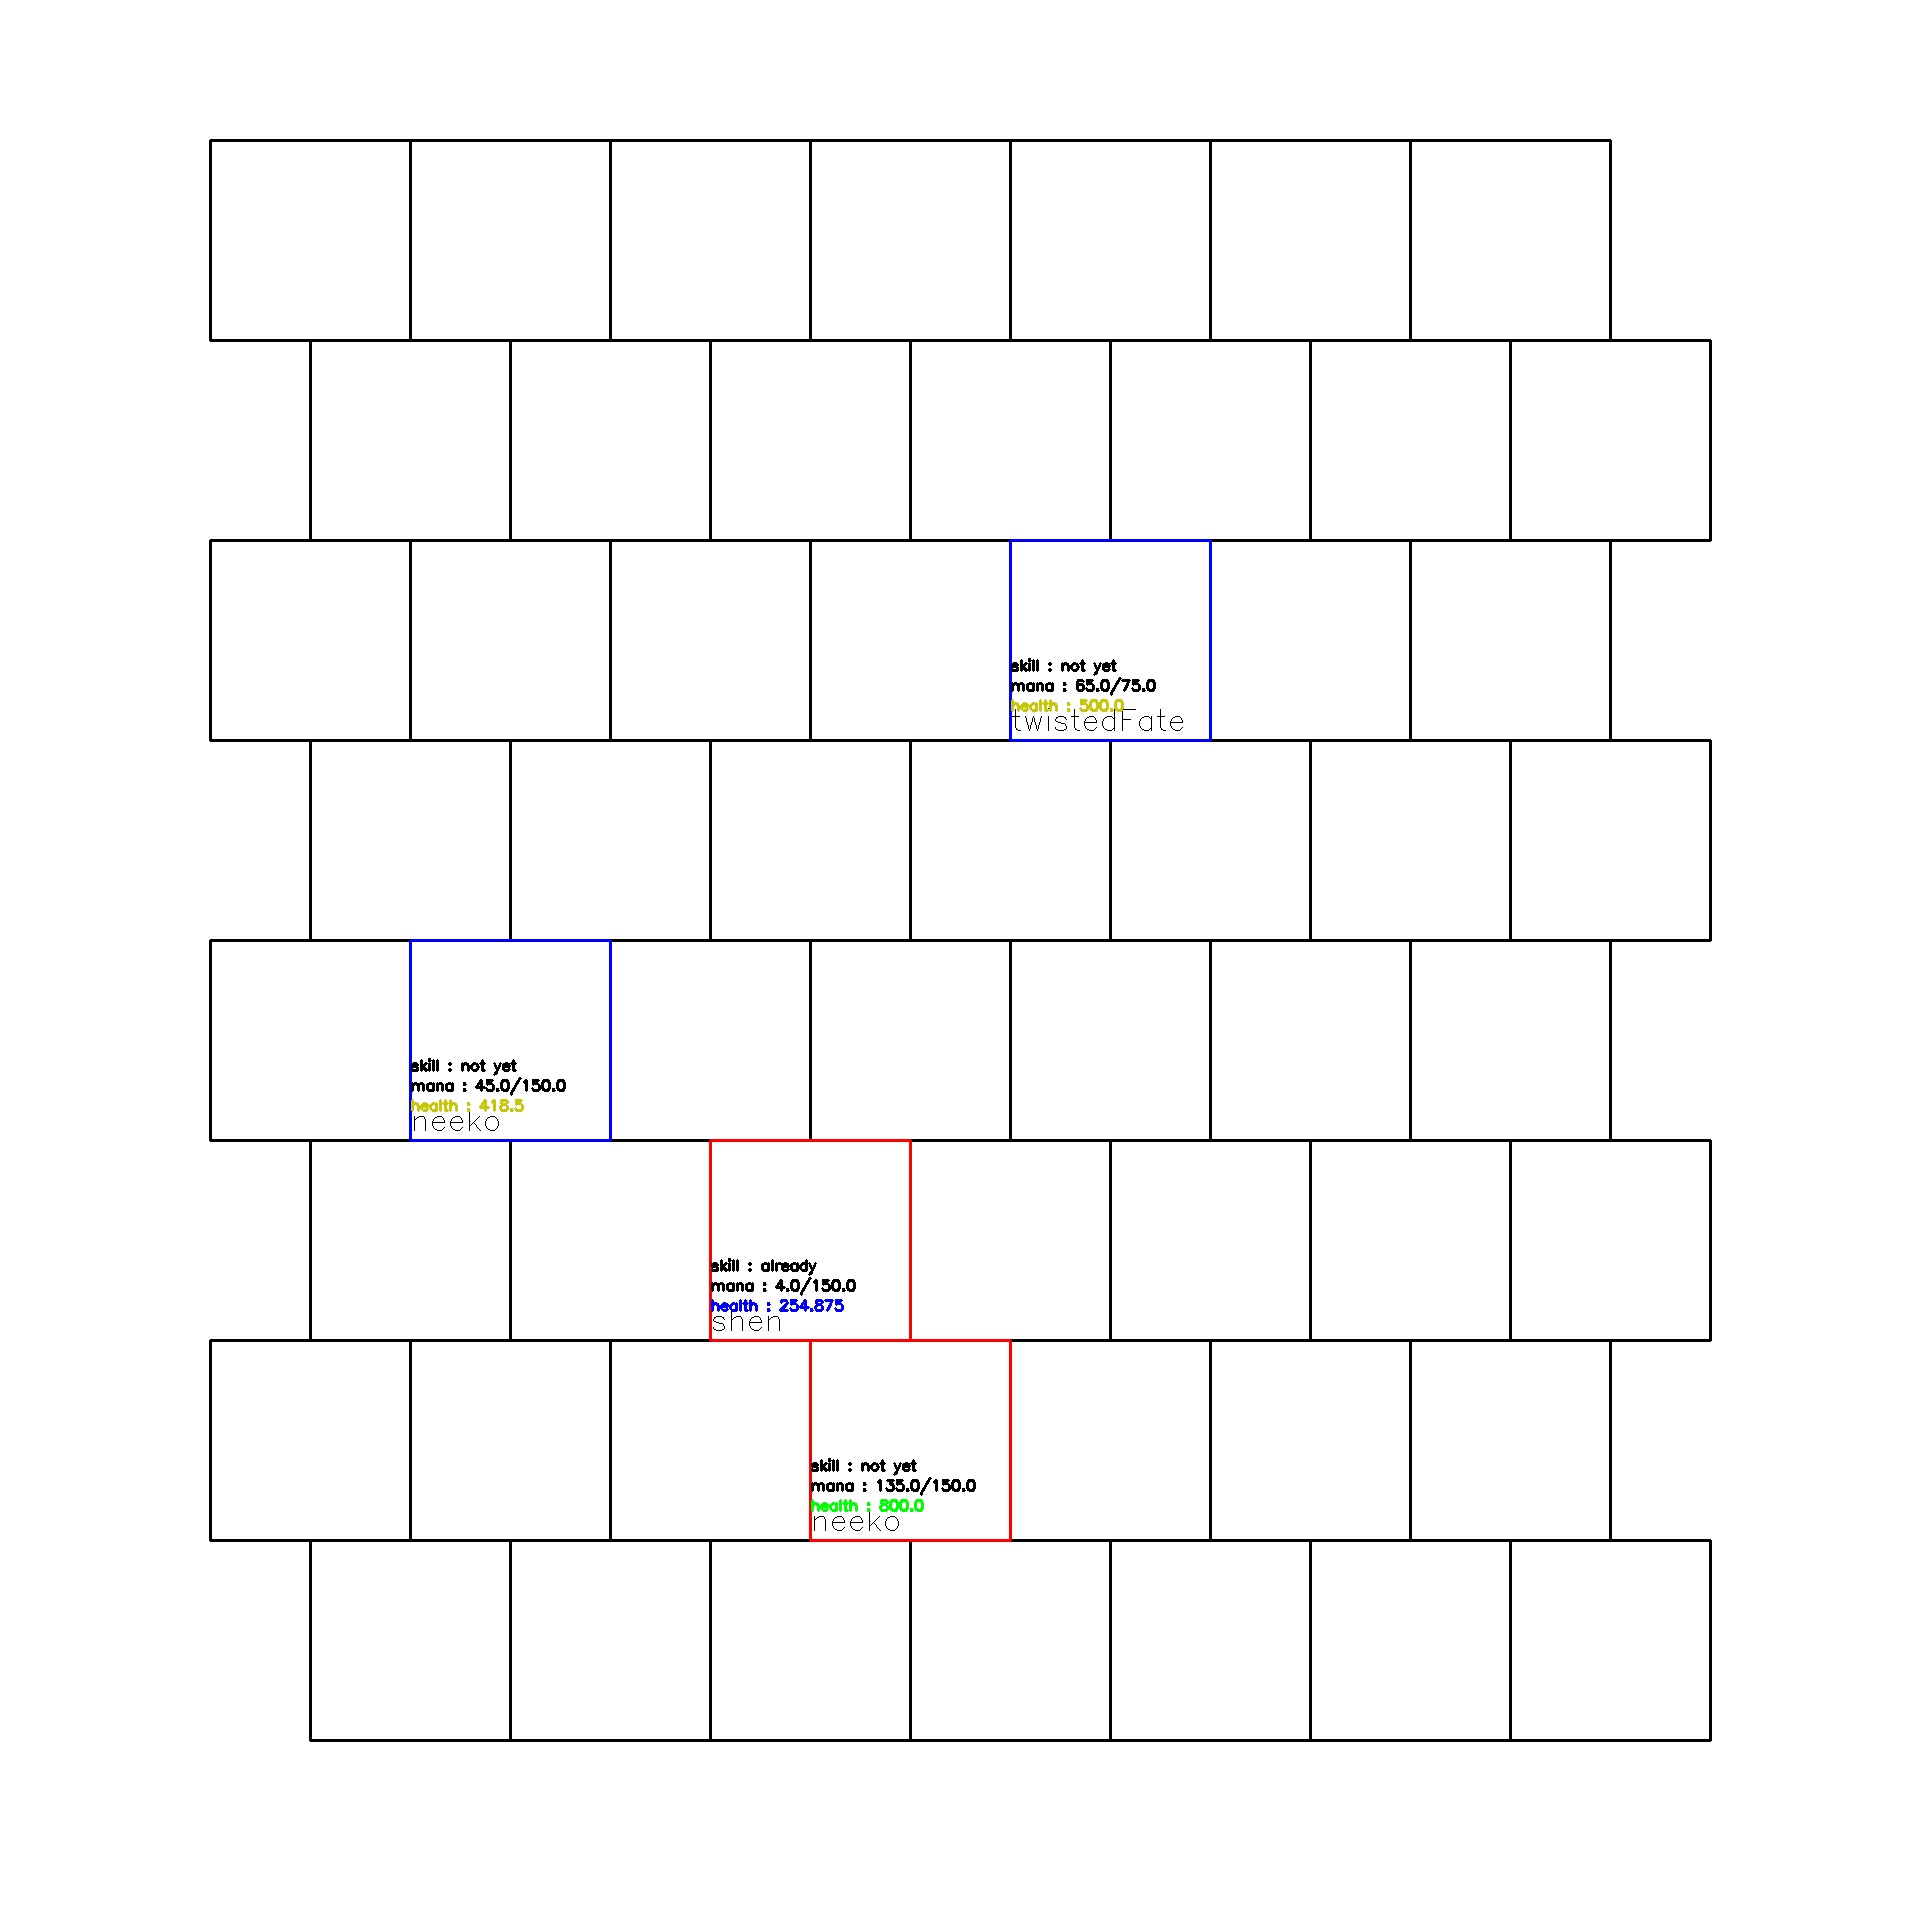 skill : not yet
mana : 65.0/75.0
health : 500.0
twistedFate
skill : not yet
mana : 45.0/150.0
health : 418.5
neeko
skill : already
mana : 4.0/150.0
health : 254.875
shen
skill : not yet
mana : 135.0/150.0
health : 800.0
neeko